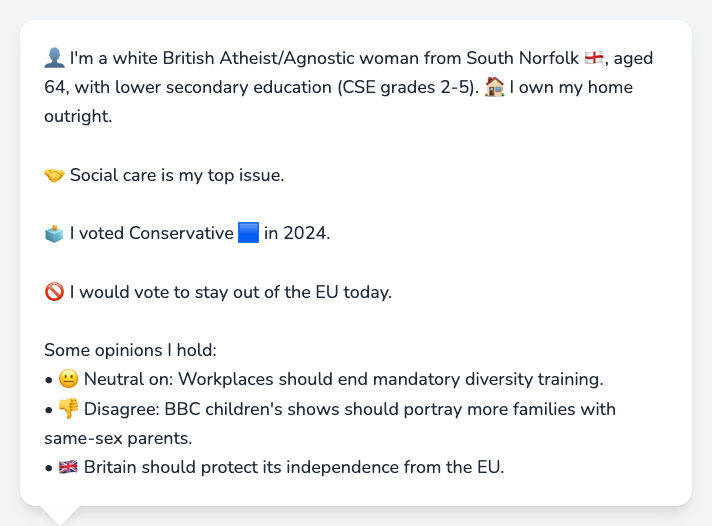 👤 I'm a white British Atheist/Agnostic woman from South Norfolk 🏴󠁧󠁢󠁥󠁮󠁧󠁿, aged
64, with lower secondary education (CSE grades 2-5). 🏠 I own my home
outright.
🤝 Social care is my top issue.
🗳️ I voted Conservative 🟦 in 2024.
🚫 I would vote to stay out of the EU today.
Some opinions I hold:
• 😐 Neutral on: Workplaces should end mandatory diversity training.
• 👎 Disagree: BBC children's shows should portray more families with
same-sex parents.
• 🇬🇧 Britain should protect its independence from the EU.